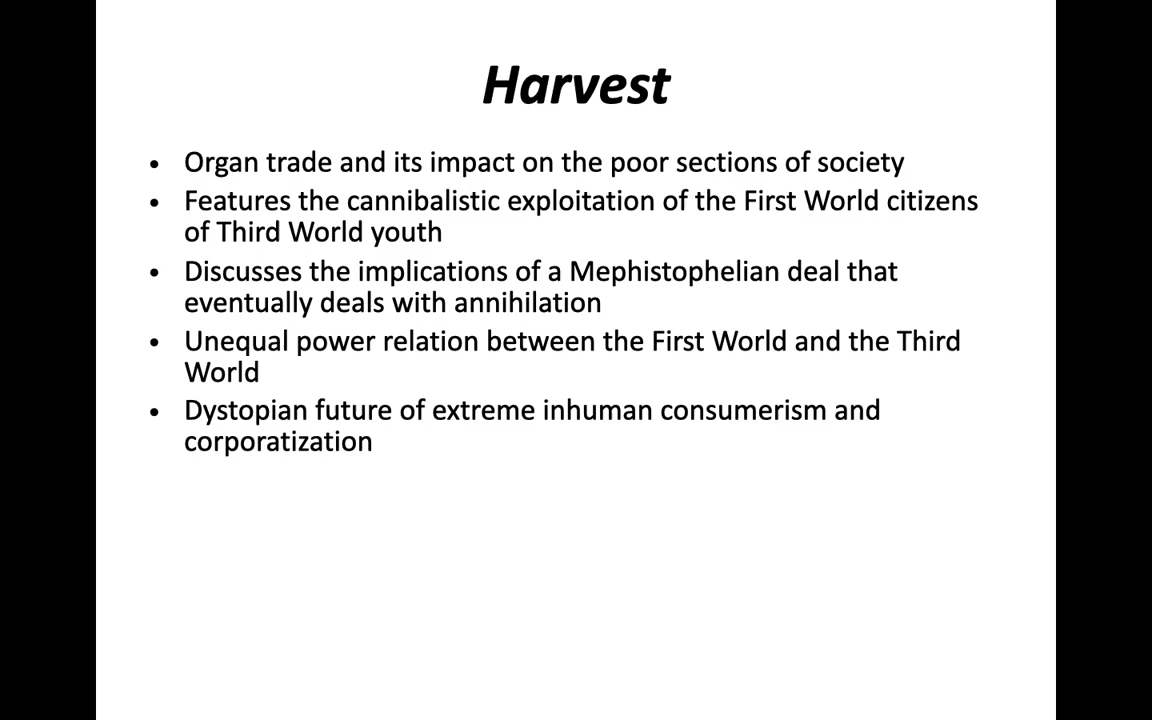 Harvest
• Organ trade and its impact on the poor sections of society
• Features the cannibalistic exploitation of the First World citizens
of Third World youth
• Discusses the implications of a Mephistophelian deal that
eventually deals with annihilation
• Unequal power relation between the First World and the Third
World
• Dystopian future of extreme inhuman consumerism and
corporatization